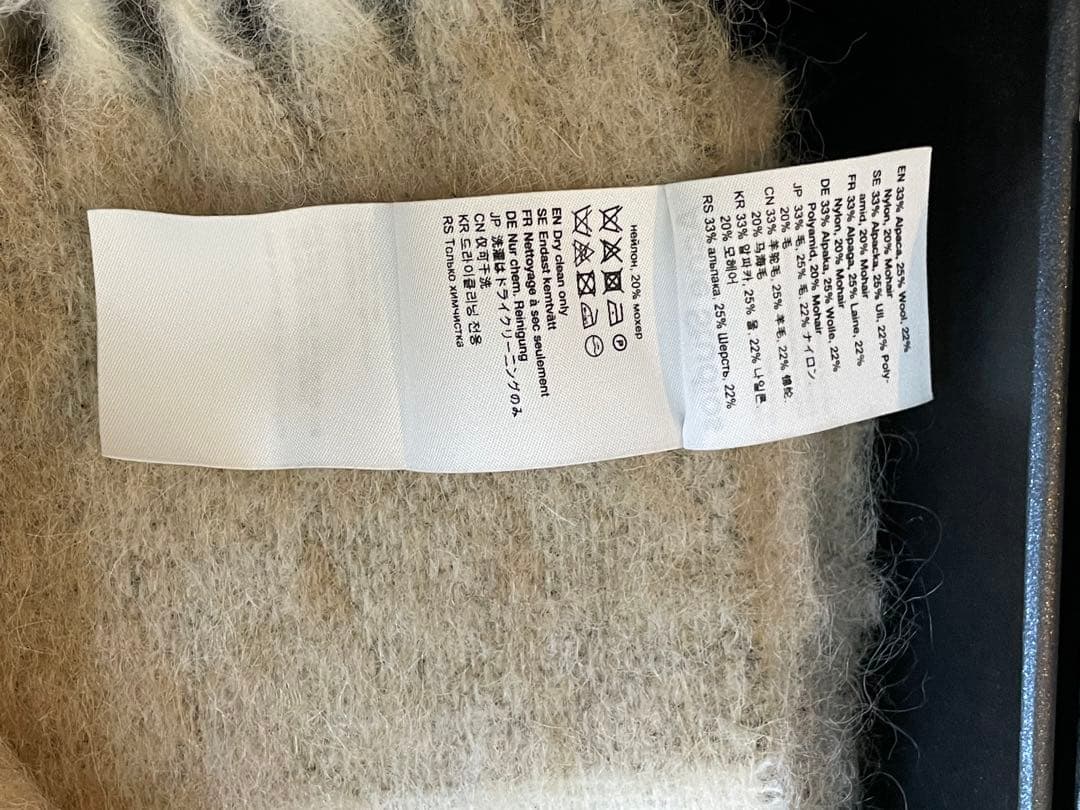 EN 33% Alpaca, 25% Wool, 22%
Nylon, 20% Mohair
SE 33% Alpacka, 25% Ull, 22% Poly-
amid, 20% Mohair
FR 33% Alpaga, 25% Laine, 22%
Nylon, 20% Mohair
DE 33% Alpaka, 25% Wolle, 22%
Polyamid, 20% Mohair
JP 33% 毛, 25% 毛, 22% ナイロン,
20% 毛
CN 33% 羊驼毛, 25% 羊毛, 22% 锦纶,
20% 马海毛
KR 33% 알파카, 25% 울, 22% 나일론,
20% 모헤어
RS 33% альпака, 25% Шерсть, 22%
нейлон, 20% мохер
P
EN Dry clean only
SE Endast kemtvätt
FR Nettoyage à sec seulement
DE Nur chem. Reinigung
JP 洗濯はドライクリーニングのみ
CN 仅可干洗
KR 드라이클리닝 전용
RS Только химчистка